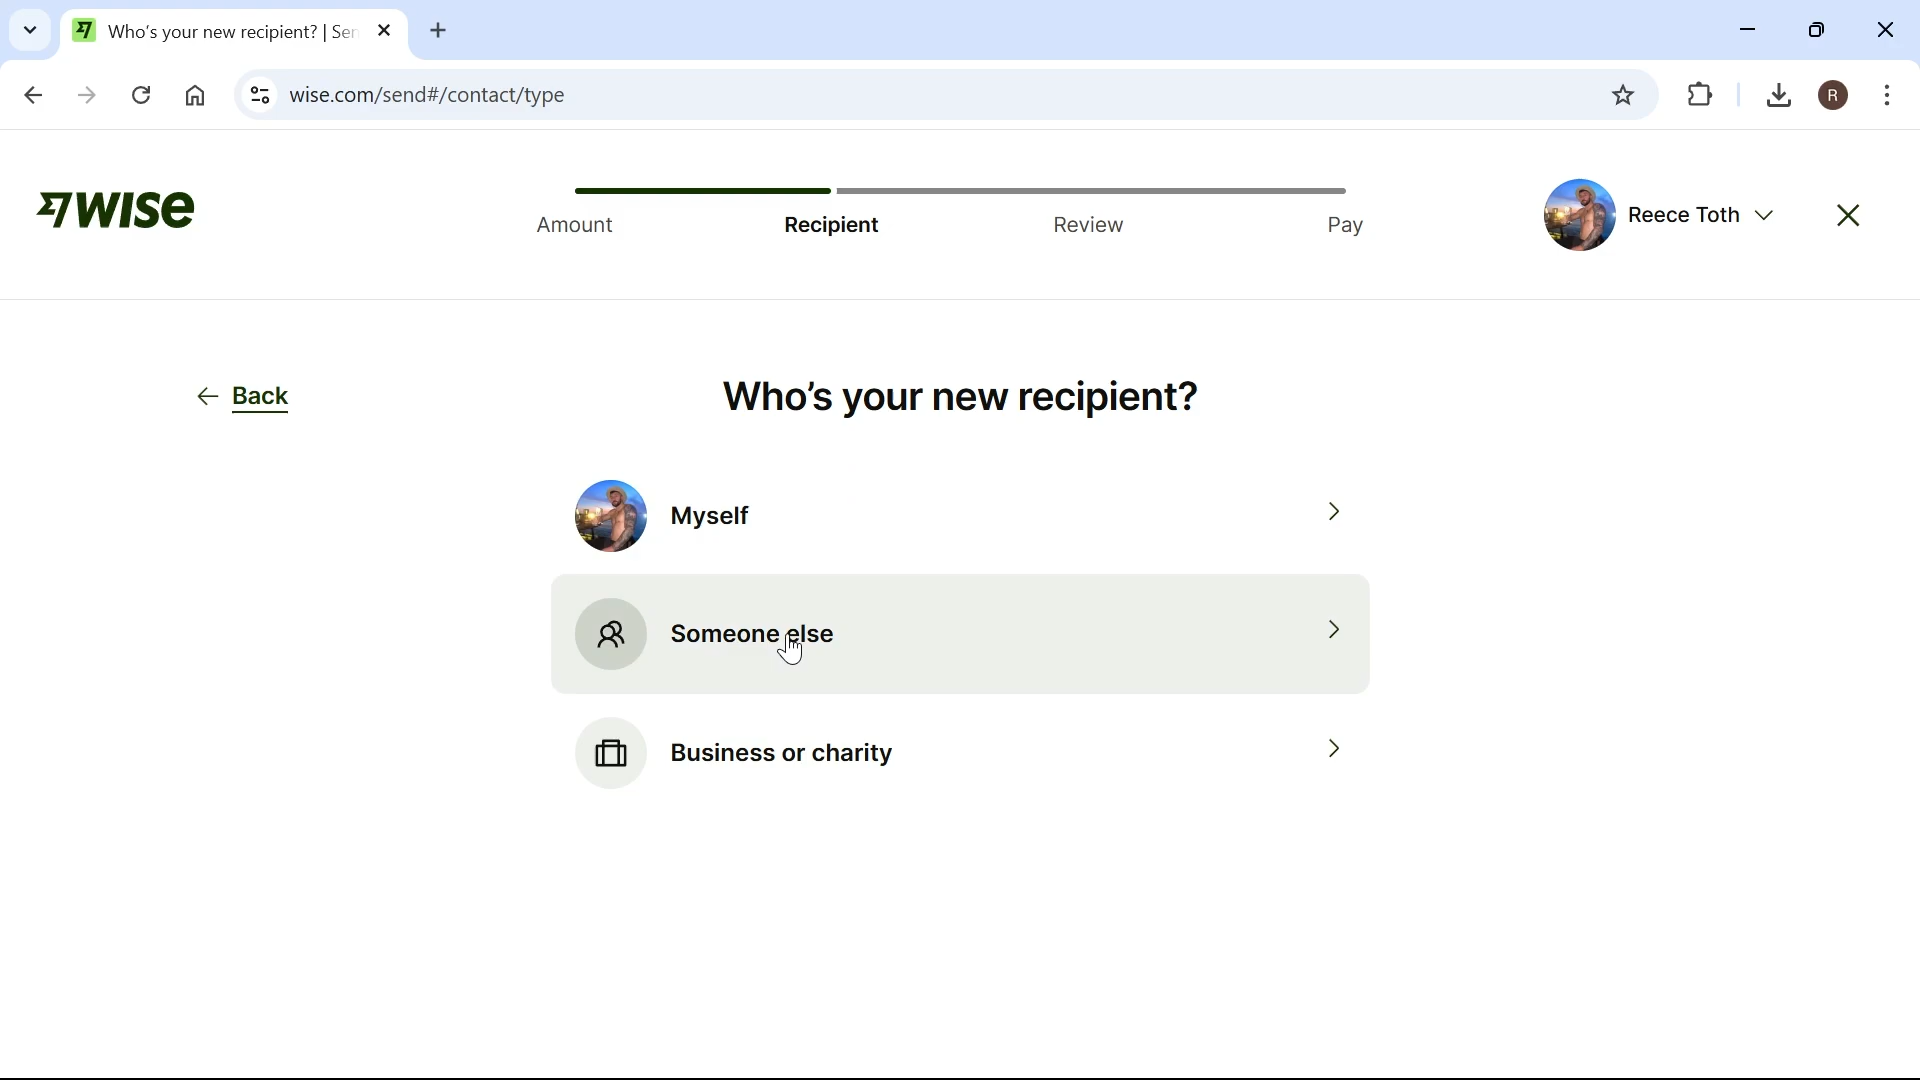 Who's your new recipient? | Sen
wise.com/send#/contact/type
R
WISE
Amount
Recipient
Review
Pay
Reece Toth
Back
Who's your new recipient?
Myself
Someone else
Business or charity